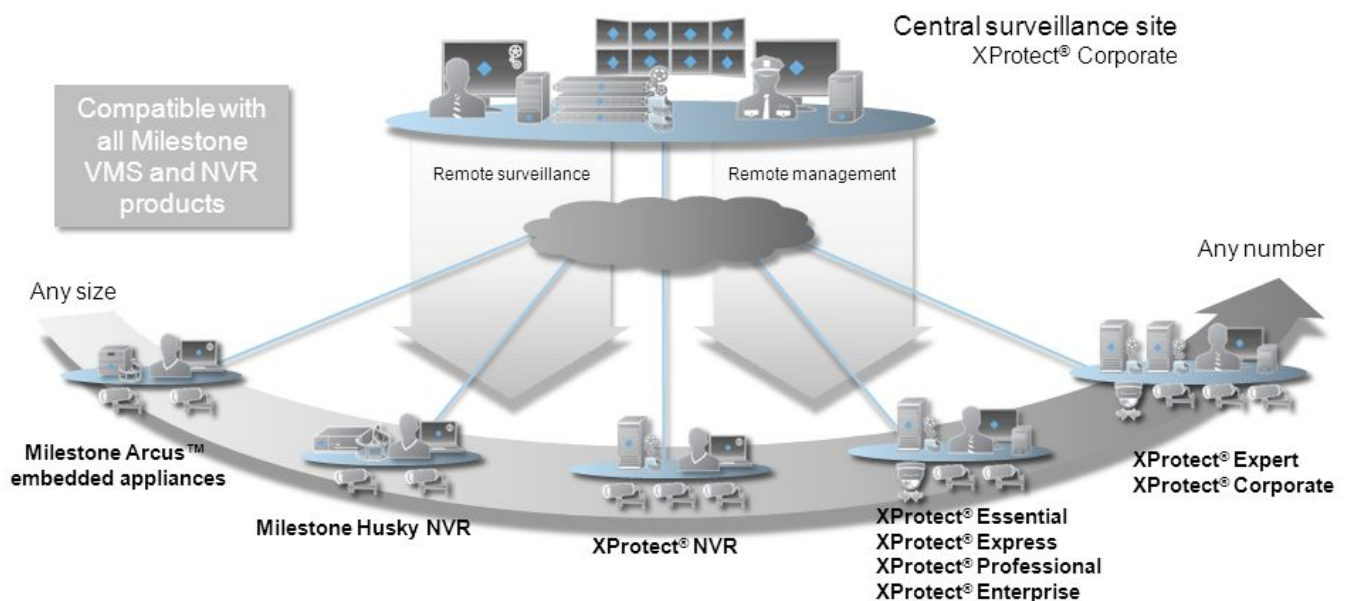 Central surveillance site
XProtect® Corporate
Compatible with
all Milestone
VMS and NVR
products
Remote surveillance
Remote management
Any size
Any number
Milestone Arcus™
embedded appliances
Milestone Husky NVR
XProtect® NVR
XProtect® Essential
XProtect® Express
XProtect® Professional
XProtect® Enterprise
XProtect® Expert
XProtect® Corporate